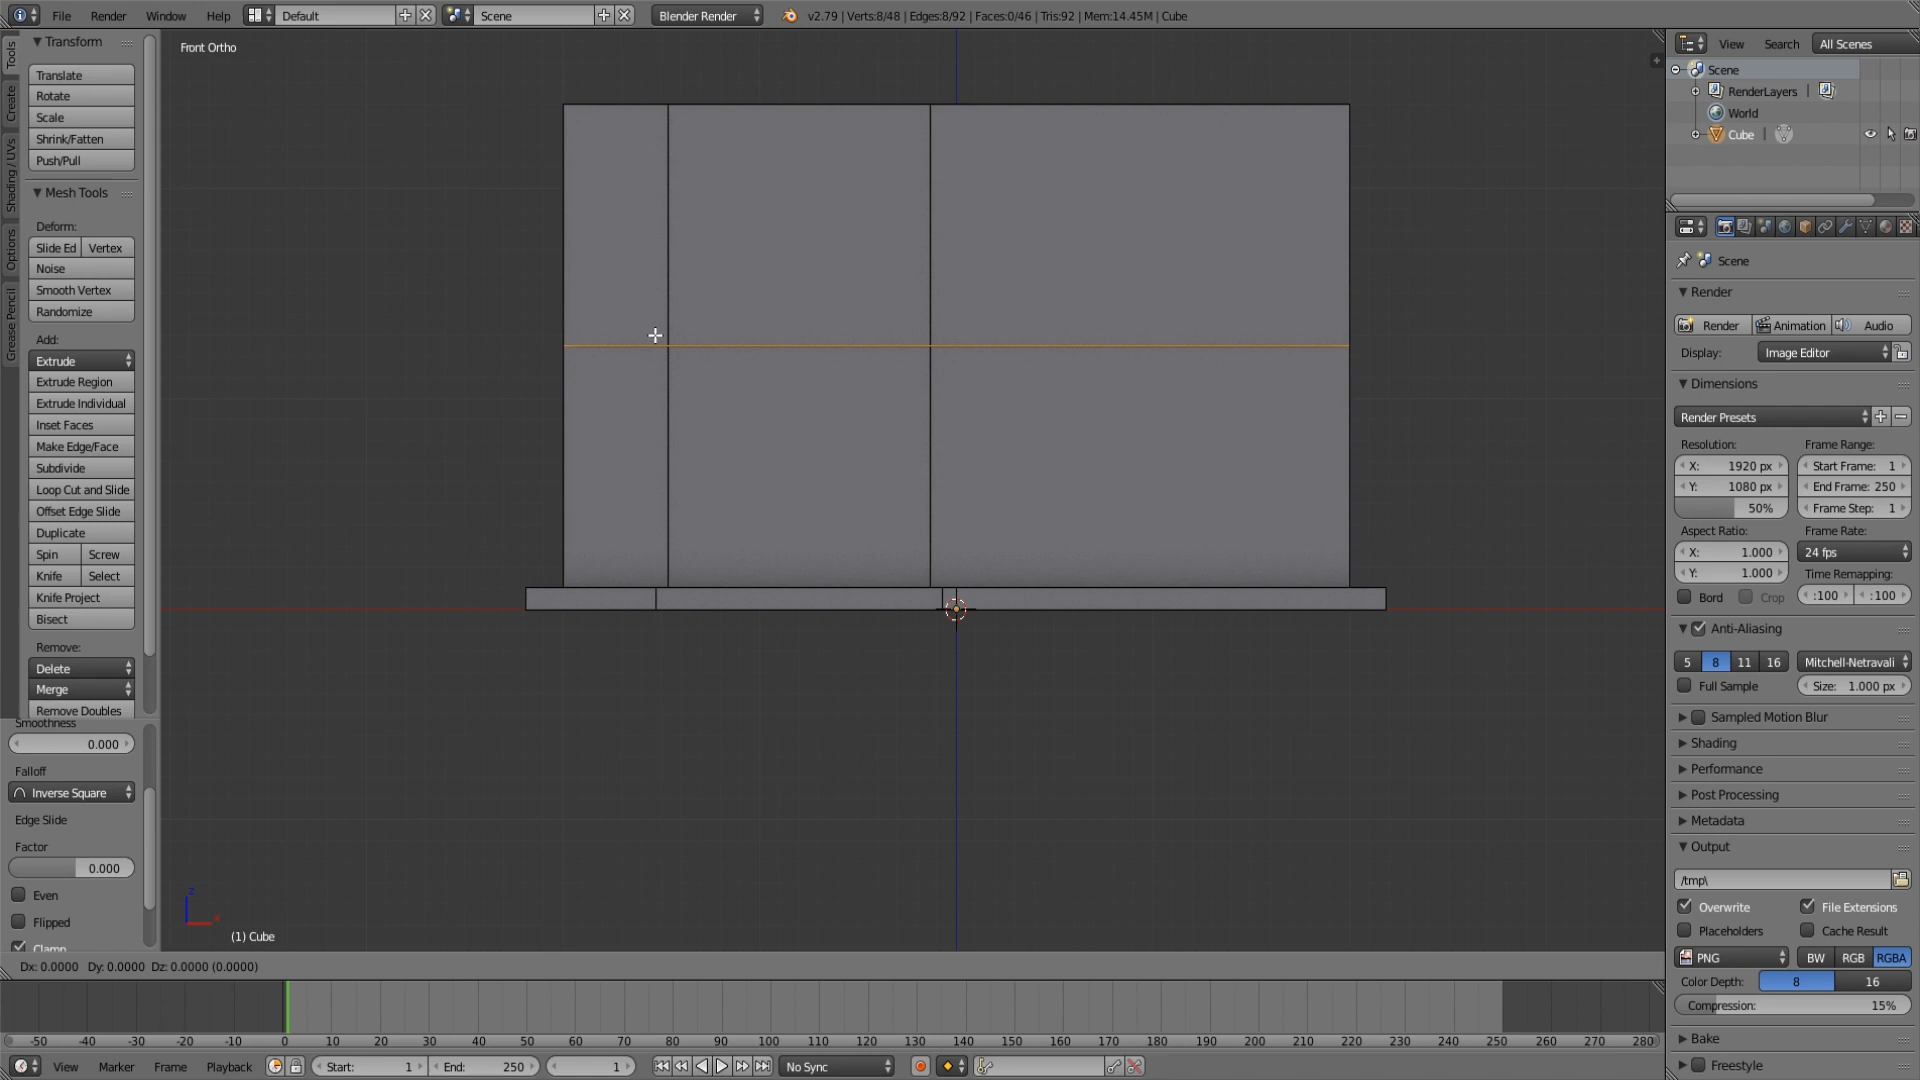 File Render Window Help Default Scene Blender Render v2.79 | Verts:8/48 | Edges:8/92 | Faces:0/46 | Tris:92 | Mem:14.45M | Cube
Tools
Create
Shading / UVs
Options
Grease Pencil
Transform
Translate
Rotate
Scale
Shrink/Fatten
Push/Pull
Mesh Tools
Deform:
Slide Ed Vertex
Noise
Smooth Vertex
Randomize
Add:
Extrude
Extrude Region
Extrude Individual
Inset Faces
Make Edge/Face
Subdivide
Loop Cut and Slide
Offset Edge Slide
Duplicate
Spin Screw
Knife Select
Knife Project
Bisect
Remove:
Delete
Merge
Remove Doubles
Smoothness
0.000
Falloff
Inverse Square
Edge Slide
Factor
0.000
Even
Flipped
Clamp
Front Ortho
z
x
(1) Cube
Dx: 0.0000 Dy: 0.0000 Dz: 0.0000 (0.0000)
-50 -40 -30 -20 -10 0 10 20 30 40 50 60 70 80 90 100 110 120 130 140 150 160 170 180 190 200 210 220 230 240 250 260 270 280
View Marker Frame Playback Start: 1 End: 250 1 No Sync
View Search All Scenes
Scene
RenderLayers |
World
Cube |
Scene
Render
Render Animation Audio
Display: Image Editor
Dimensions
Render Presets
Resolution: Frame Range:
X: 1920 px Start Frame: 1
Y: 1080 px End Frame: 250
50% Frame Step: 1
Aspect Ratio: Frame Rate:
X: 1.000 24 fps
Y: 1.000 Time Remapping:
Bord Crop :100 :100
Anti-Aliasing
5 8 11 16 Mitchell-Netravali
Full Sample Size: 1.000 px
Sampled Motion Blur
Shading
Performance
Post Processing
Metadata
Output
/tmp\
Overwrite File Extensions
Placeholders Cache Result
PNG BW RGB RGBA
Color Depth: 8 16
Compression: 15%
Bake
Freestyle